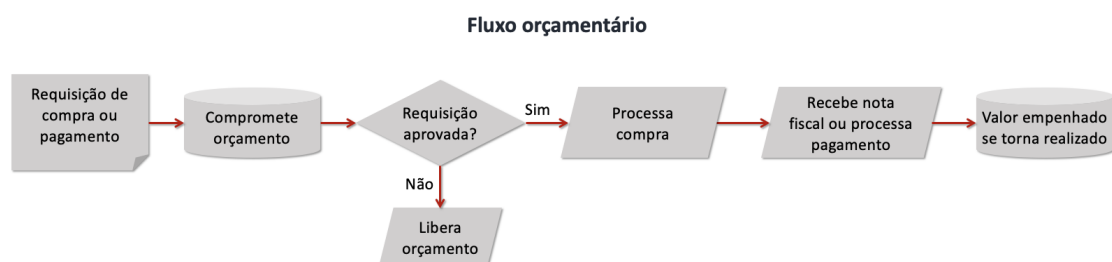 Fluxo orçamentário
Requisição de
compra ou
pagamento
Compromete
orçamento
Requisição
aprovada?
Sim
Não
Libera
orçamento
Processa
compra
Recebe nota
fiscal ou processa
pagamento
Valor empenhado
se torna realizado